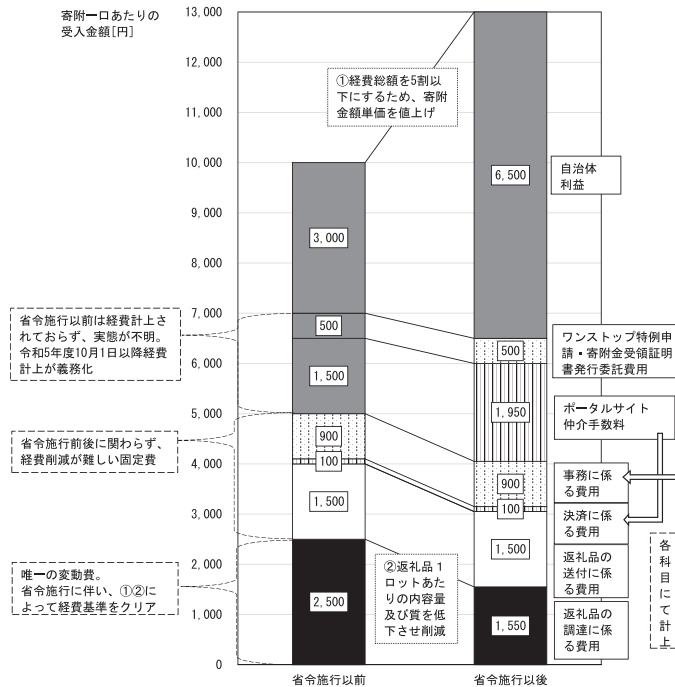 寄附一口あたりの
受入金額[円]
13,000
12,000
11,000
10,000
9,000
8,000
7,000
6,000
5,000
4,000
3,000
2,000
1,000
0
①経費総額を5割以
下にするため、寄附
金額単価を値上げ
3,000
500
1,500
900
100
1,500
2,500
6,500
500
1,950
900
100
1,500
1,550
省令施行以前は経費計上さ
れておらず、実態が不明。
令和5年度10月1日以降経費
計上が義務化
省令施行前後に関わらず、
経費削減が難しい固定費
唯一の変動費。
省令施行に伴い、①②に
よって経費基準をクリア
②返礼品1
ロットあた
りの内容量
及び質を低
下させ削減
自治体
利益
ワンストップ特例申
請・寄附金受領証明
書発行委託費用
ポータルサイト
仲介手数料
事務に係
る費用
決済に係
る費用
返礼品の
送付に係
る費用
返礼品の
調達に係
る費用
各科目にて計上
省令施行以前
省令施行以後